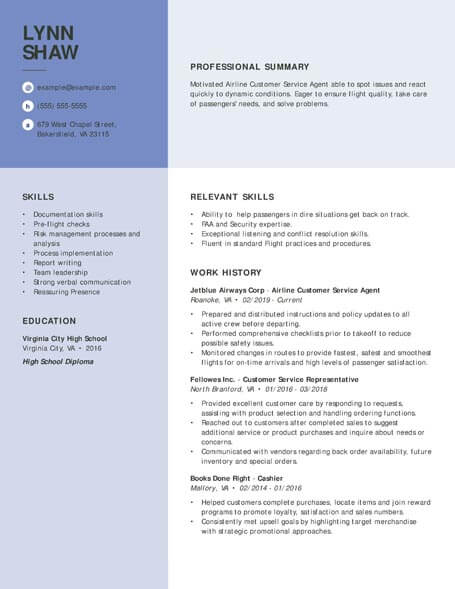 LYNN
SHAW
@ example@example.com
h (555) 555-5555
a 679 West Chapel Street,
Bakersfield, VA 23115
PROFESSIONAL SUMMARY
Motivated Airline Customer Service Agent able to spot issues and react
quickly to dynamic conditions. Eager to ensure flight quality, take care
of passengers' needs, and solve problems.
SKILLS
• Documentation skills
• Pre-flight checks
• Risk management processes and
analysis
• Process implementation
• Report writing
• Team leadership
• Strong verbal communication
• Reassuring Presence
EDUCATION
Virginia City High School
Virginia City, VA • 2016
High School Diploma
RELEVANT SKILLS
• Ability to help passengers in dire situations get back on track.
• FAA and Security expertise.
• Exceptional listening and conflict resolution skills.
• Fluent in standard Flight practices and procedures.
WORK HISTORY
Jetblue Airways Corp - Airline Customer Service Agent
Roanoke, VA • 02/2019 - Current
• Prepared and distributed instructions and policy updates to all
active crew before departing.
• Performed comprehensive checklists prior to takeoff to reduce
possible safety issues.
• Monitored changes in routes to provide fastest, safest and smoothest
flights for on-time arrivals and high levels of passenger satisfaction.
Fellowes Inc. - Customer Service Representative
North Branford, VA • 01/2016 - 03/2018
• Provided excellent customer care by responding to requests,
assisting with product selection and handling ordering functions.
• Reached out to customers after completed sales to suggest
additional service or product purchases and inquire about needs or
concerns.
• Communicated with vendors regarding back order availability, future
inventory and special orders.
Books Done Right - Cashier
Mallory, VA • 02/2014 - 01/2016
• Helped customers complete purchases, locate items and join reward
programs to promote loyalty, satisfaction and sales numbers.
• Consistently met upsell goals by highlighting target merchandise
with strategic promotional approaches.